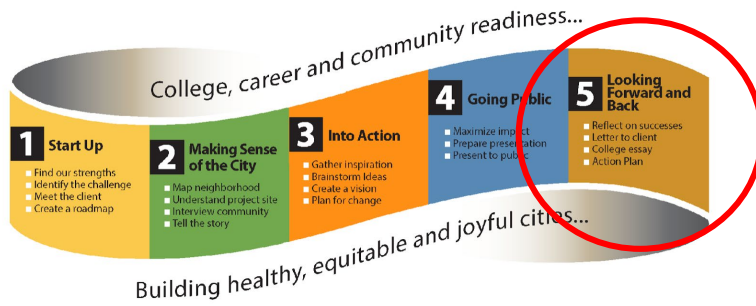 College, career and community readiness...
1 Start Up
Find our strengths
Identify the challenge
Meet the client
Create a roadmap
2 Making Sense
of the City
Map neighborhood
Understand project site
Interview community
Tell the story
3 Into Action
Gather inspiration
Brainstorm Ideas
Create a vision
Plan for change
4 Going Public
Maximize impact
Prepare presentation
Present to public
5 Looking
Forward and
Back
Reflect on successes
Letter to client
College essay
Action Plan
Building healthy, equitable and joyful cities...